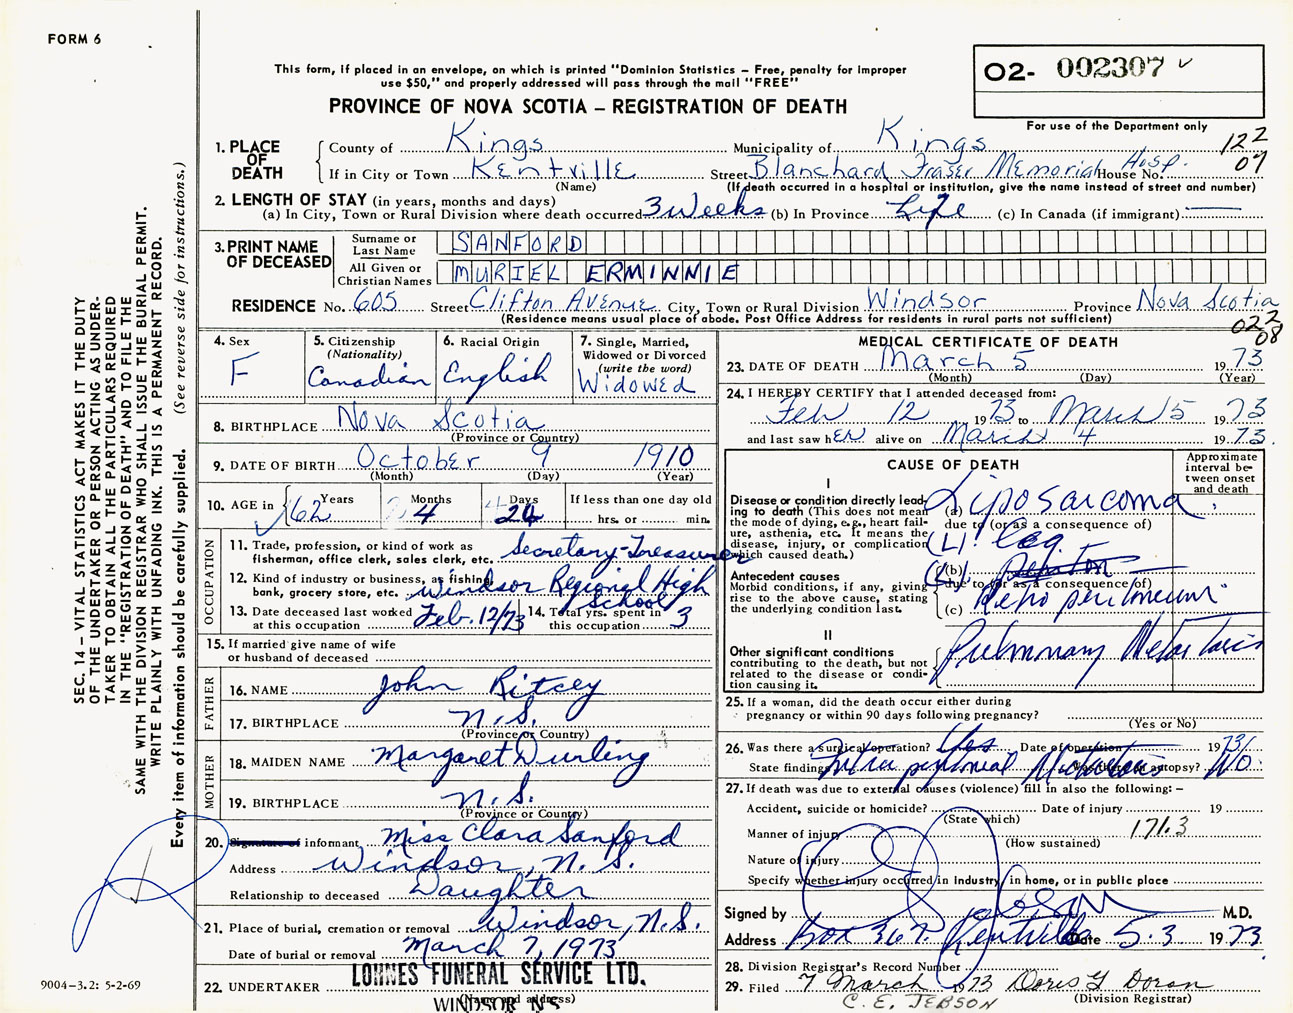 FORM 6
This form, if placed in an envelope, on which is printed "Dominion Statistics – Free, penalty for improper
use $50," and properly addressed will pass through the mail "FREE"
PROVINCE OF NOVA SCOTIA – REGISTRATION OF DEATH
02- 002307
For use of the Department only
122
07
1. PLACE OF DEATH
County of Kings Municipality of Kings
If in City or Town Kentville Street Blanchard Fraser Memorial Hosp. House No.
(Name) (If death occurred in a hospital or institution, give the name instead of street and number)
2. LENGTH OF STAY (in years, months and days)
(a) In City, Town or Rural Division where death occurred 3 Weeks (b) In Province Life (c) In Canada (if immigrant) —
3. PRINT NAME OF DECEASED
Surname or Last Name SANFORD
All Given or Christian Names MURIEL ERMINNIE
RESIDENCE No. 605 Street Clifton Avenue City, Town or Rural Division Windsor Province Nova Scotia
(Residence means usual place of abode. Post Office Address for residents in rural parts not sufficient)
022
08
4. Sex
F
5. Citizenship
(Nationality)
Canadian
6. Racial Origin
English
7. Single, Married,
Widowed or Divorced
(write the word)
Widowed
8. BIRTHPLACE Nova Scotia
(Province or Country)
9. DATE OF BIRTH October 9 1910
(Month) (Day) (Year)
10. AGE in 62 Years 4 Months 24 Days
If less than one day old
hrs. or min.
OCCUPATION
11. Trade, profession, or kind of work as
fisherman, office clerk, sales clerk, etc. Secretary-Treasurer
12. Kind of industry or business, as fishing,
bank, grocery store, etc. Windsor Regional High School
13. Date deceased last worked
at this occupation Feb. 12/73
14. Total yrs. spent in
this occupation 3
15. If married give name of wife
or husband of deceased
FATHER
16. NAME John Ritcey
17. BIRTHPLACE N.S.
(Province or Country)
MOTHER
18. MAIDEN NAME Margaret Durling
19. BIRTHPLACE N.S.
(Province or Country)
20. Signature of informant Miss Clara Sanford
Address Windsor, N.S.
Relationship to deceased Daughter
21. Place of burial, cremation or removal Windsor, N.S.
Date of burial or removal March 7, 1973
22. UNDERTAKER LOHNES FUNERAL SERVICE LTD.
(Name and address)
WINDSOR NS
MEDICAL CERTIFICATE OF DEATH
23. DATE OF DEATH March 5 1973
(Month) (Day) (Year)
24. I HEREBY CERTIFY that I attended deceased from:
Feb 12 1973 to March 5 1973
and last saw her alive on March 4 1973.
CAUSE OF DEATH
Approximate
interval be-
tween onset
and death
I
Disease or condition directly lead-
ing to death (This does not mean
the mode of dying, e.g., heart fail-
ure, asthenia, etc. It means the
disease, injury, or complication
which caused death.)
(a) Liposarcoma
due to (or as a consequence of)
(L) leg.
(b)
due to (or as a consequence of)
(c) Retro peritoneum
Antecedent causes
Morbid conditions, if any, giving
rise to the above cause, stating
the underlying condition last.
II
Other significant conditions
contributing to the death, but not
related to the disease or condi-
tion causing it.
Pulmonary Metastasis
25. If a woman, did the death occur either during
pregnancy or within 90 days following pregnancy?
(Yes or No)
26. Was there a surgical operation? Yes Date of operation 1973
State findings Intra peritoneal Metastasis Was there an autopsy? No.
27. If death was due to external causes (violence) fill in also the following: –
Accident, suicide or homicide? Date of injury 19
(State which)
Manner of injury 171.3
(How sustained)
Nature of injury
Specify whether injury occurred in industry, in home, or in public place
Signed by M.D.
Address Box 367. Kentville Date 5.3 1973
28. Division Registrar's Record Number
29. Filed 7 March 1973 Doris Y Doran
(Division Registrar)
C. E. JEBSON
SEC. 14 – VITAL STATISTICS ACT MAKES IT THE DUTY
OF THE UNDERTAKER OR PERSON ACTING AS UNDER-
TAKER TO OBTAIN ALL THE PARTICULARS REQUIRED
IN THE "REGISTRATION OF DEATH" AND TO FILE THE
SAME WITH THE DIVISION REGISTRAR WHO SHALL ISSUE THE BURIAL PERMIT.
WRITE PLAINLY WITH UNFADING INK. THIS IS A PERMANENT RECORD.
Every item of information should be carefully supplied. (See reverse side for instructions.)
9004-3.2: 5-2-69